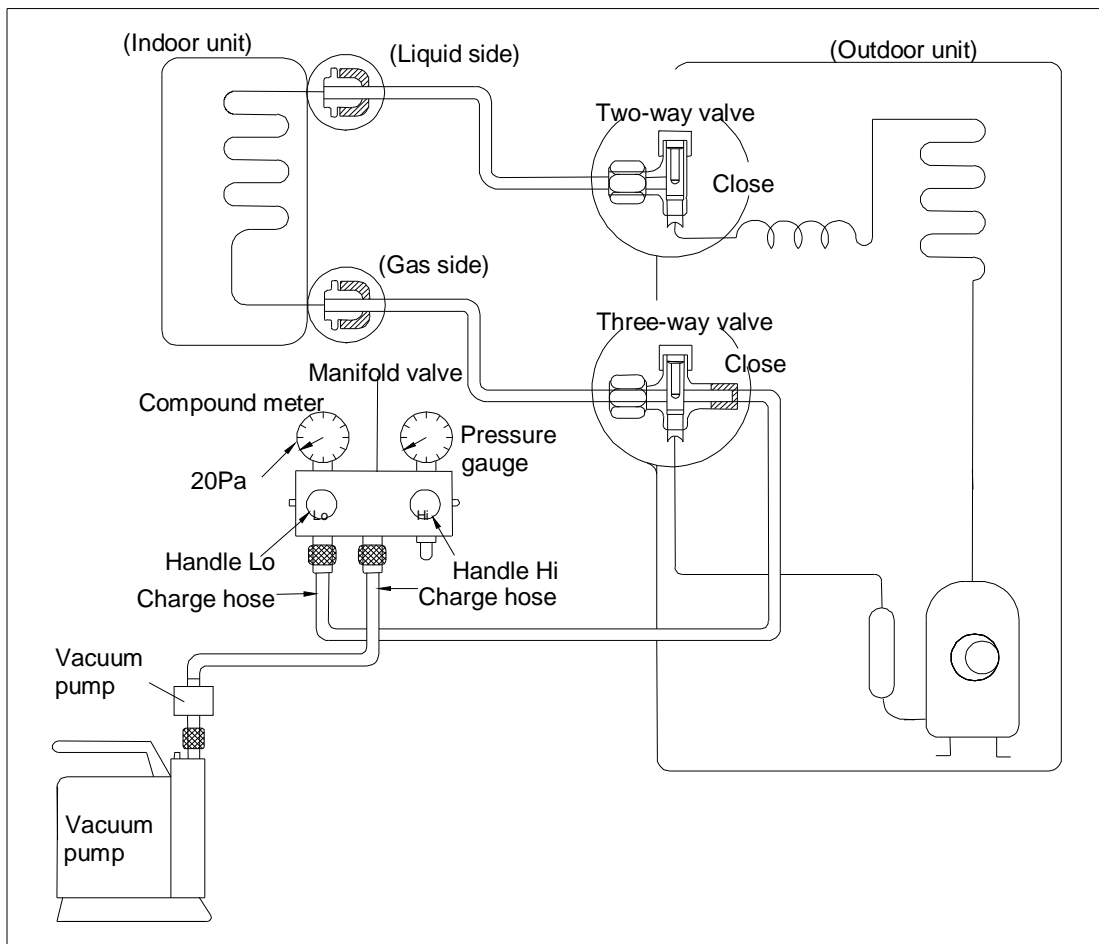 (Indoor unit)
(Liquid side)
(Outdoor unit)
Two-way valve
Close
(Gas side)
Three-way valve
Close
Manifold valve
Compound meter
Pressure
gauge
20Pa
Lo
Hi
Handle Lo
Handle Hi
Charge hose
Charge hose
Vacuum
pump
Vacuum
pump